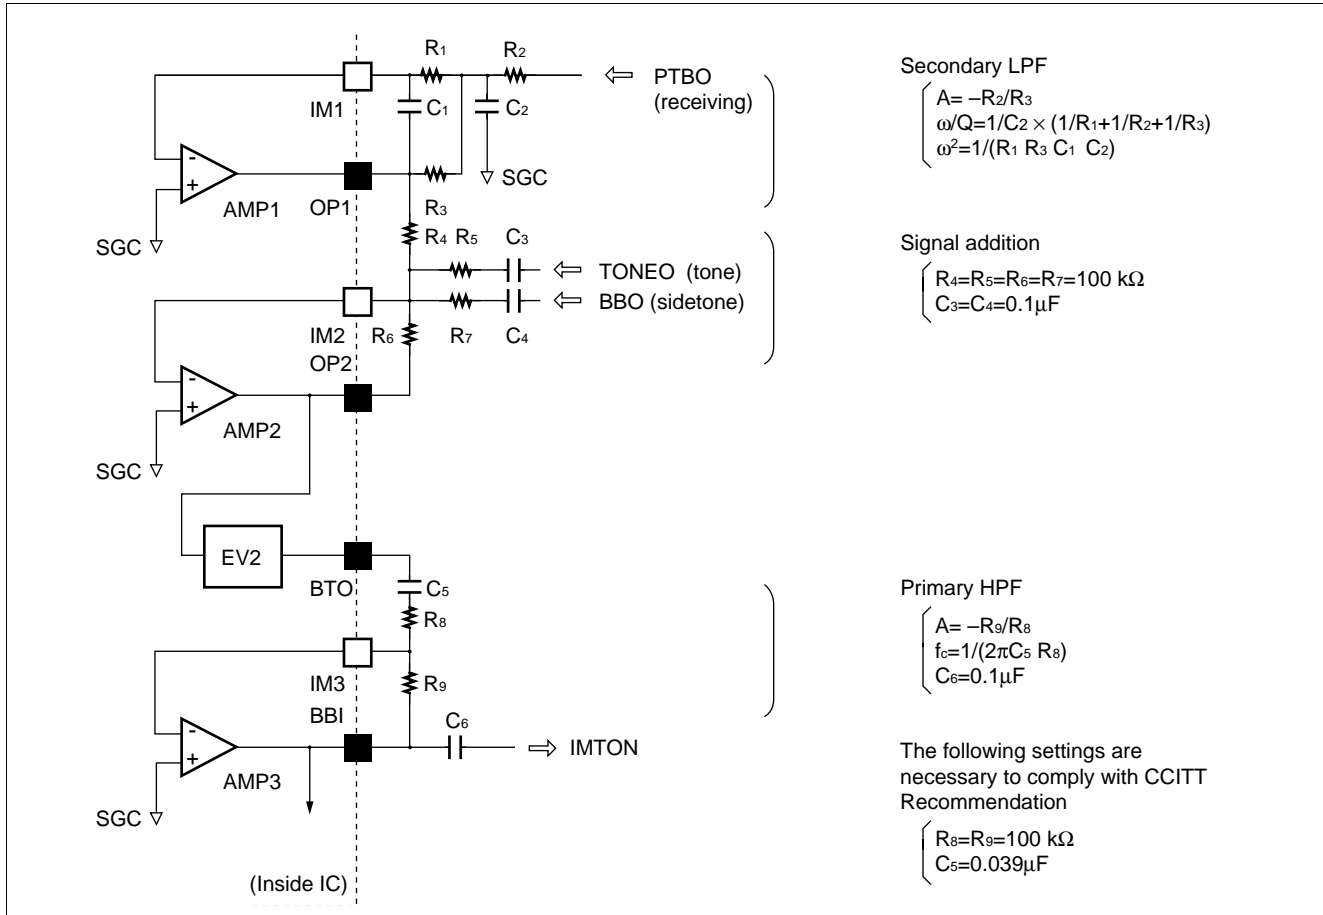 R1
R2
PTBO
(receiving)
IM1
C1
C2
-
+
SGC
AMP1
OP1
R3
SGC
R4
R5
C3
TONEO (tone)
BBO (sidetone)
IM2
R6
R7
C4
OP2
-
+
AMP2
SGC
EV2
BTO
C5
R8
IM3
R9
BBI
C6
IMTON
-
+
AMP3
SGC
(Inside IC)
Secondary LPF
A= –R2/R3
ω/Q=1/C2 × (1/R1+1/R2+1/R3)
ω²=1/(R1 R3 C1 C2)
Signal addition
R4=R5=R6=R7=100 kΩ
C3=C4=0.1µF
Primary HPF
A= –R9/R8
fc=1/(2πC5 R8)
C6=0.1µF
The following settings are
necessary to comply with CCITT
Recommendation
R8=R9=100 kΩ
C5=0.039µF